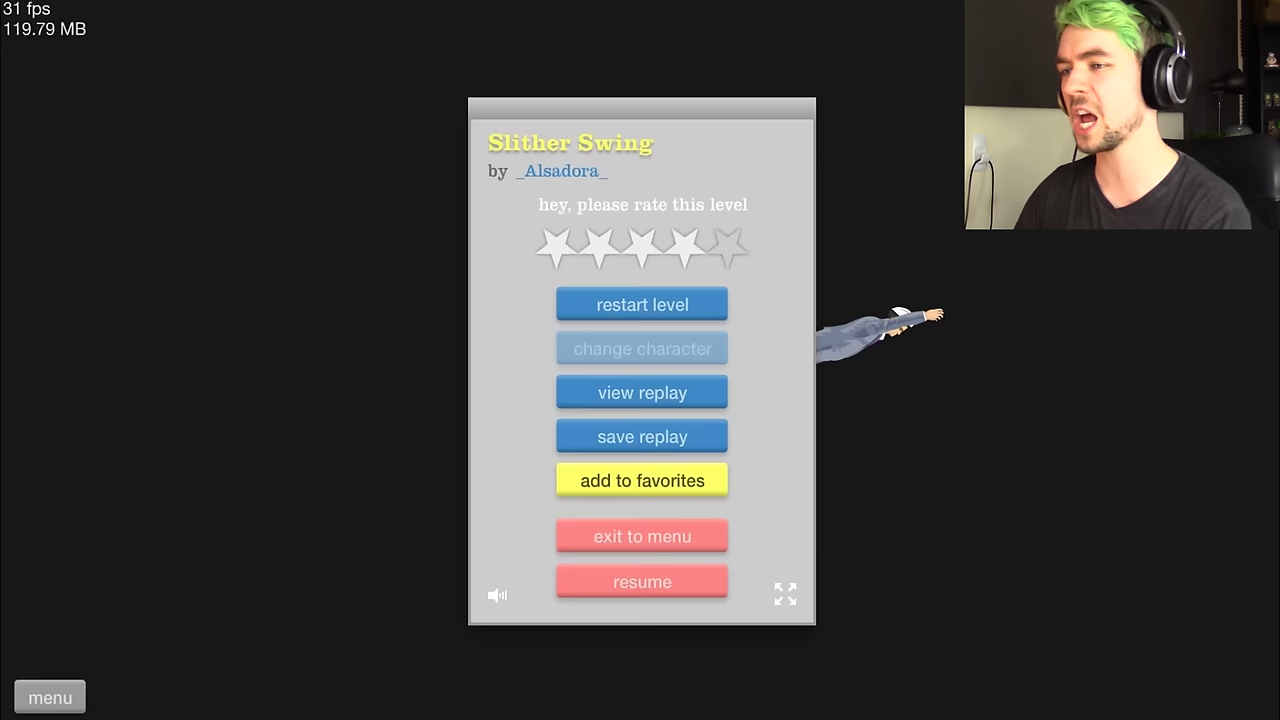 31 fps
119.79 MB
Slither Swing
by _Alsadora_
hey, please rate this level
restart level
change character
view replay
save replay
add to favorites
exit to menu
resume
menu